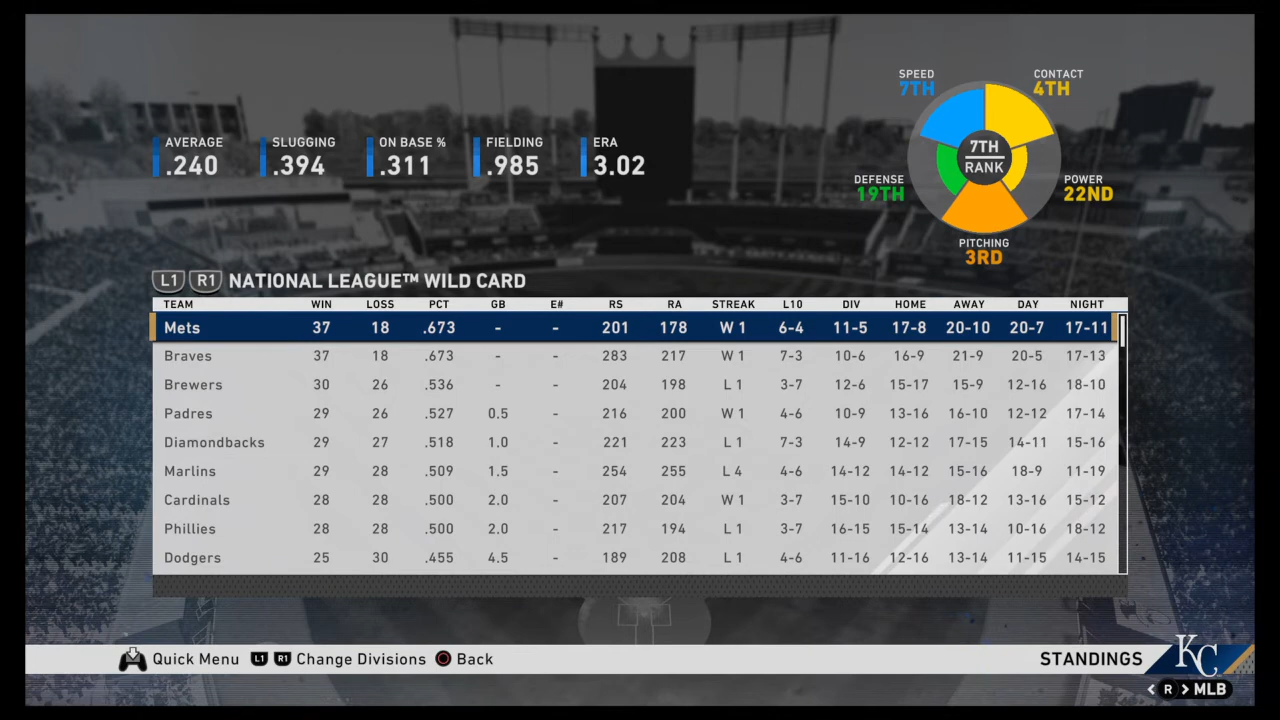 SPEED
7TH
CONTACT
4TH
AVERAGE SLUGGING ON BASE % FIELDING ERA
.240 .394 .311 .985 3.02
7TH
RANK
DEFENSE
19TH
POWER
22ND
PITCHING
3RD
L1 R1 NATIONAL LEAGUE™ WILD CARD
TEAM WIN LOSS PCT GB E# RS RA STREAK L10 DIV HOME AWAY DAY NIGHT
Mets 37 18 .673 - - 201 178 W 1 6-4 11-5 17-8 20-10 20-7 17-11
Braves 37 18 .673 - - 283 217 W 1 7-3 10-6 16-9 21-9 20-5 17-13
Brewers 30 26 .536 - - 204 198 L 1 3-7 12-6 15-17 15-9 12-16 18-10
Padres 29 26 .527 0.5 - 216 200 W 1 4-6 10-9 13-16 16-10 12-12 17-14
Diamondbacks 29 27 .518 1.0 - 221 223 L 1 7-3 14-9 12-12 17-15 14-11 15-16
Marlins 29 28 .509 1.5 - 254 255 L 4 4-6 14-12 14-12 15-16 18-9 11-19
Cardinals 28 28 .500 2.0 - 207 204 W 1 3-7 15-10 10-16 18-12 13-16 15-12
Phillies 28 28 .500 2.0 - 217 194 L 1 3-7 16-15 15-14 13-14 10-16 18-12
Dodgers 25 30 .455 4.5 - 189 208 L 1 4-6 11-16 12-16 13-14 11-15 14-15
Quick Menu L1 R1 Change Divisions Back
STANDINGS KC
< R > MLB